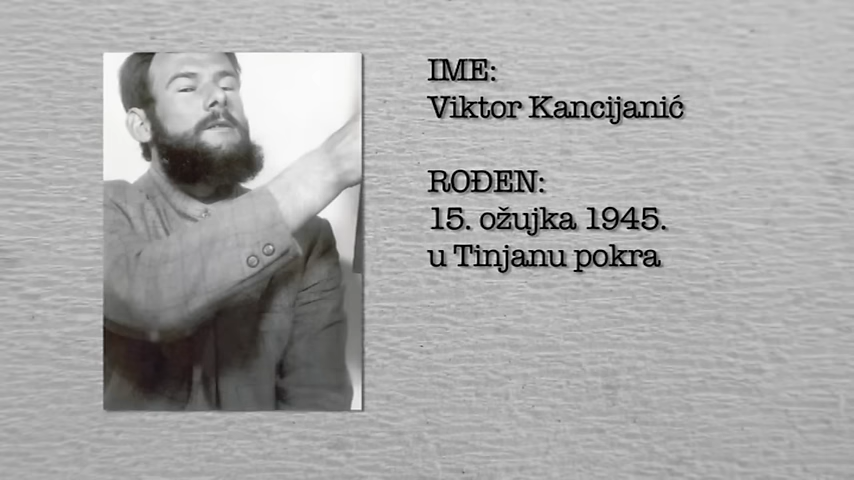 IME:
Viktor Kancijanić
ROĐEN:
15. ožujka 1945.
u Tinjanu pokra